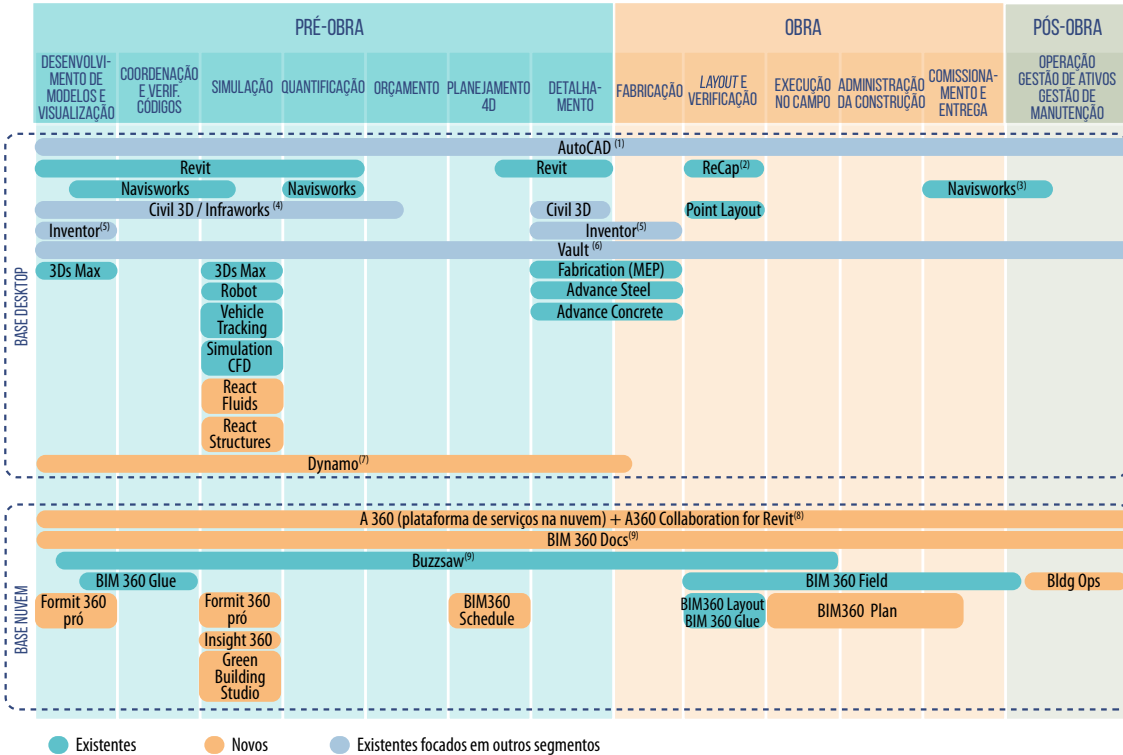 PRÉ-OBRA
OBRA
PÓS-OBRA
DESENVOLVI-
MENTO DE
MODELOS E
VISUALIZAÇÃO
COORDENAÇÃO
E VERIF.
CÓDIGOS
SIMULAÇÃO
QUANTIFICAÇÃO
ORÇAMENTO
PLANEJAMENTO
4D
DETALHA-
MENTO
FABRICAÇÃO
LAYOUT E
VERIFICAÇÃO
EXECUÇÃO
NO CAMPO
ADMINISTRAÇÃO
DA CONSTRUÇÃO
COMISSIONA-
MENTO E
ENTREGA
OPERAÇÃO
GESTÃO DE ATIVOS
GESTÃO DE
MANUTENÇÃO
BASE DESKTOP
AutoCAD (1)
Revit
Revit
ReCap(2)
Navisworks
Navisworks
Navisworks(3)
Civil 3D / Infraworks (4)
Civil 3D
Point Layout
Inventor(5)
Inventor(5)
Vault (6)
3Ds Max
3Ds Max
Fabrication (MEP)
Robot
Advance Steel
Vehicle
Tracking
Advance Concrete
Simulation
CFD
React
Fluids
React
Structures
Dynamo(7)
BASE NUVEM
A 360 (plataforma de serviços na nuvem) + A360 Collaboration for Revit(8)
BIM 360 Docs(9)
Buzzsaw(9)
BIM 360 Glue
BIM 360 Field
Bldg Ops
Formit 360
pró
Formit 360
pró
BIM360
Schedule
BIM360 Layout
BIM 360 Glue
BIM360 Plan
Insight 360
Green
Building
Studio
Existentes
Novos
Existentes focados em outros segmentos